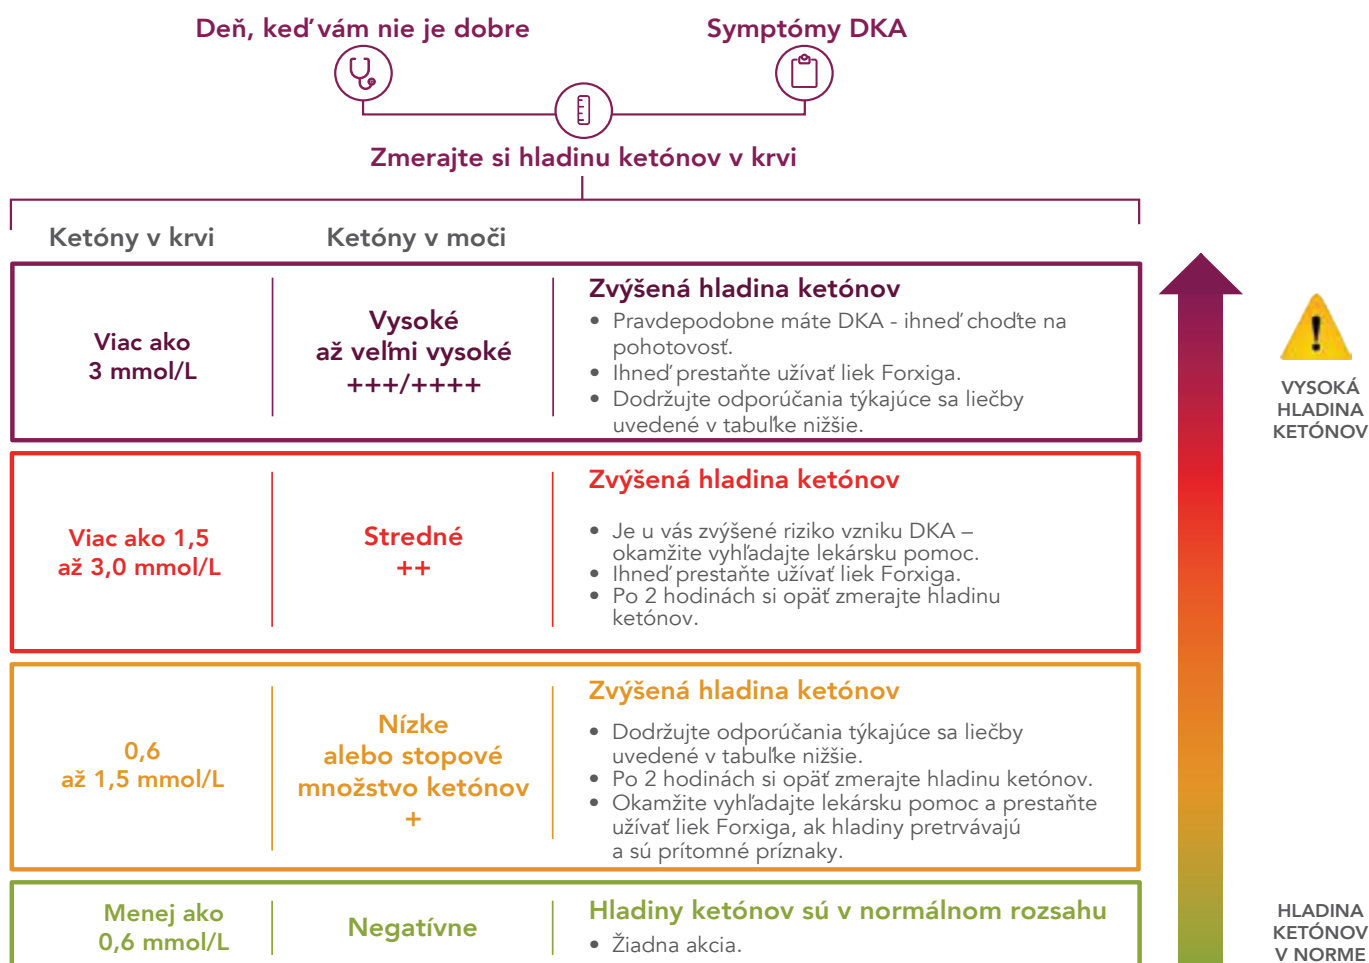 Deň, keď vám nie je dobre
Symptómy DKA
Zmerajte si hladinu ketónov v krvi
Ketóny v krvi
Ketóny v moči
Viac ako
3 mmol/L
Vysoké
až veľmi vysoké
+++/++++
Zvýšená hladina ketónov
• Pravdepodobne máte DKA - ihneď choďte na
pohotovosť.
• Ihneď prestaňte užívať liek Forxiga.
• Dodržujte odporúčania týkajúce sa liečby
uvedené v tabuľke nižšie.
VYSOKÁ
HLADINA
KETÓNOV
Viac ako 1,5
až 3,0 mmol/L
Stredné
++
Zvýšená hladina ketónov
• Je u vás zvýšené riziko vzniku DKA –
okamžite vyhľadajte lekársku pomoc.
• Ihneď prestaňte užívať liek Forxiga.
• Po 2 hodinách si opäť zmerajte hladinu
ketónov.
0,6
až 1,5 mmol/L
Nízke
alebo stopové
množstvo ketónov
+
Zvýšená hladina ketónov
• Dodržujte odporúčania týkajúce sa liečby
uvedené v tabuľke nižšie.
• Po 2 hodinách si opäť zmerajte hladinu ketónov.
• Okamžite vyhľadajte lekársku pomoc a prestaňte
užívať liek Forxiga, ak hladiny pretrvávajú
a sú prítomné príznaky.
Menej ako
0,6 mmol/L
Negatívne
Hladiny ketónov sú v normálnom rozsahu
• Žiadna akcia.
HLADINA
KETÓNOV
V NORME